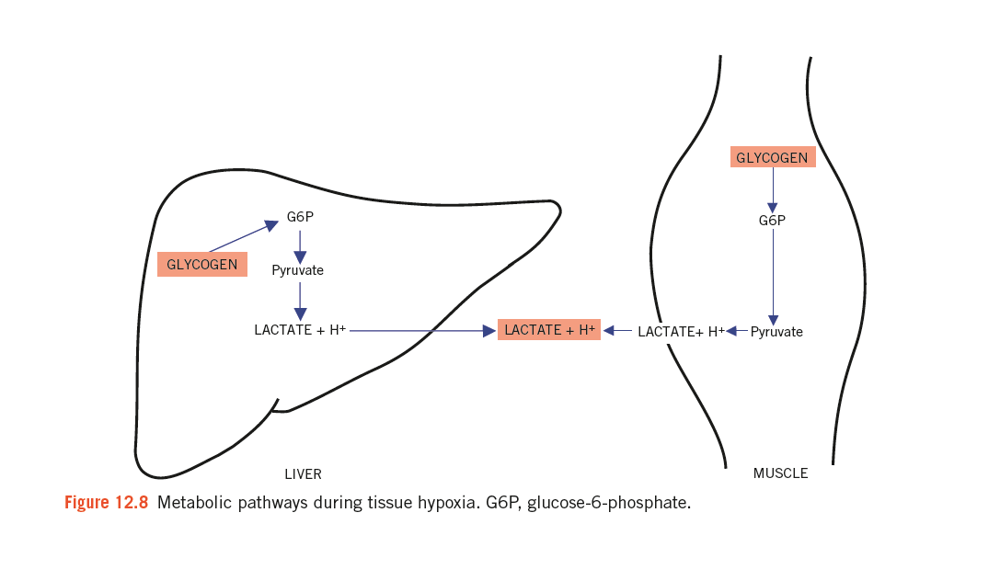 GLYCOGEN
G6P
Pyruvate
LACTATE + H+
LACTATE + H+
GLYCOGEN
G6P
Pyruvate
LACTATE+ H+
LIVER
MUSCLE
Figure 12.8 Metabolic pathways during tissue hypoxia. G6P, glucose-6-phosphate.